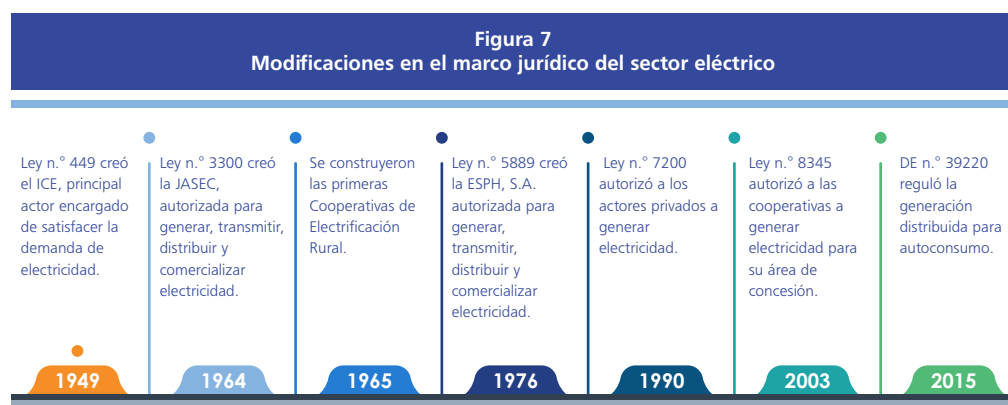 Figura 7
Modificaciones en el marco jurídico del sector eléctrico
Ley n.° 449 creó
el ICE, principal
actor encargado
de satisfacer la
demanda de
electricidad.
1949
Ley n.° 3300 creó
la JASEC,
autorizada para
generar, transmitir,
distribuir y
comercializar
electricidad.
1964
Se construyeron
las primeras
Cooperativas de
Electrificación
Rural.
1965
Ley n.° 5889 creó
la ESPH, S.A.
autorizada para
generar,
transmitir,
distribuir y
comercializar
electricidad.
1976
Ley n.° 7200
autorizó a los
actores privados a
generar
electricidad.
1990
Ley n.° 8345
autorizó a las
cooperativas a
generar
electricidad para
su área de
concesión.
2003
DE n.° 39220
reguló la
generación
distribuida para
autoconsumo.
2015